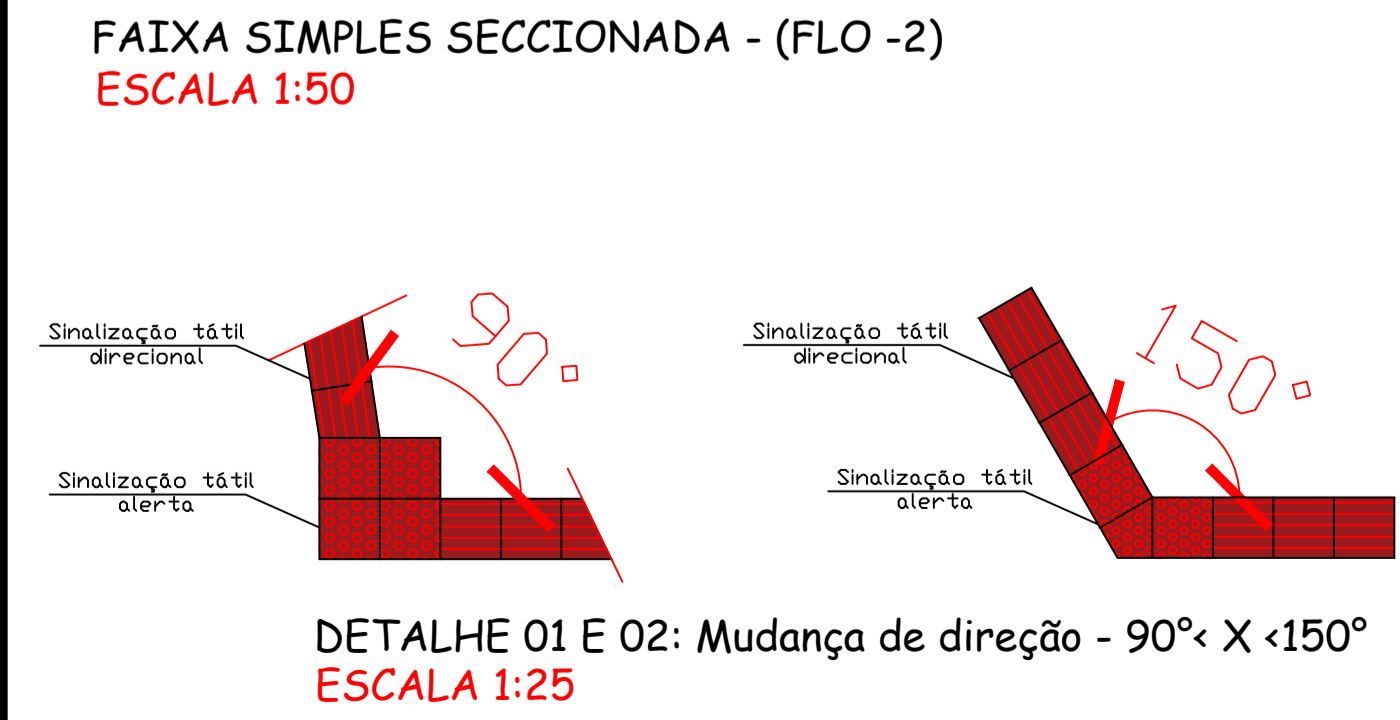 FAIXA SIMPLES SECCIONADA - (FLO -2)
ESCALA 1:50
Sinalização tátil
direcional
90°
Sinalização tátil
alerta
Sinalização tátil
direcional
150°
Sinalização tátil
alerta
DETALHE 01 E 02: Mudança de direção - 90°< X <150°
ESCALA 1:25